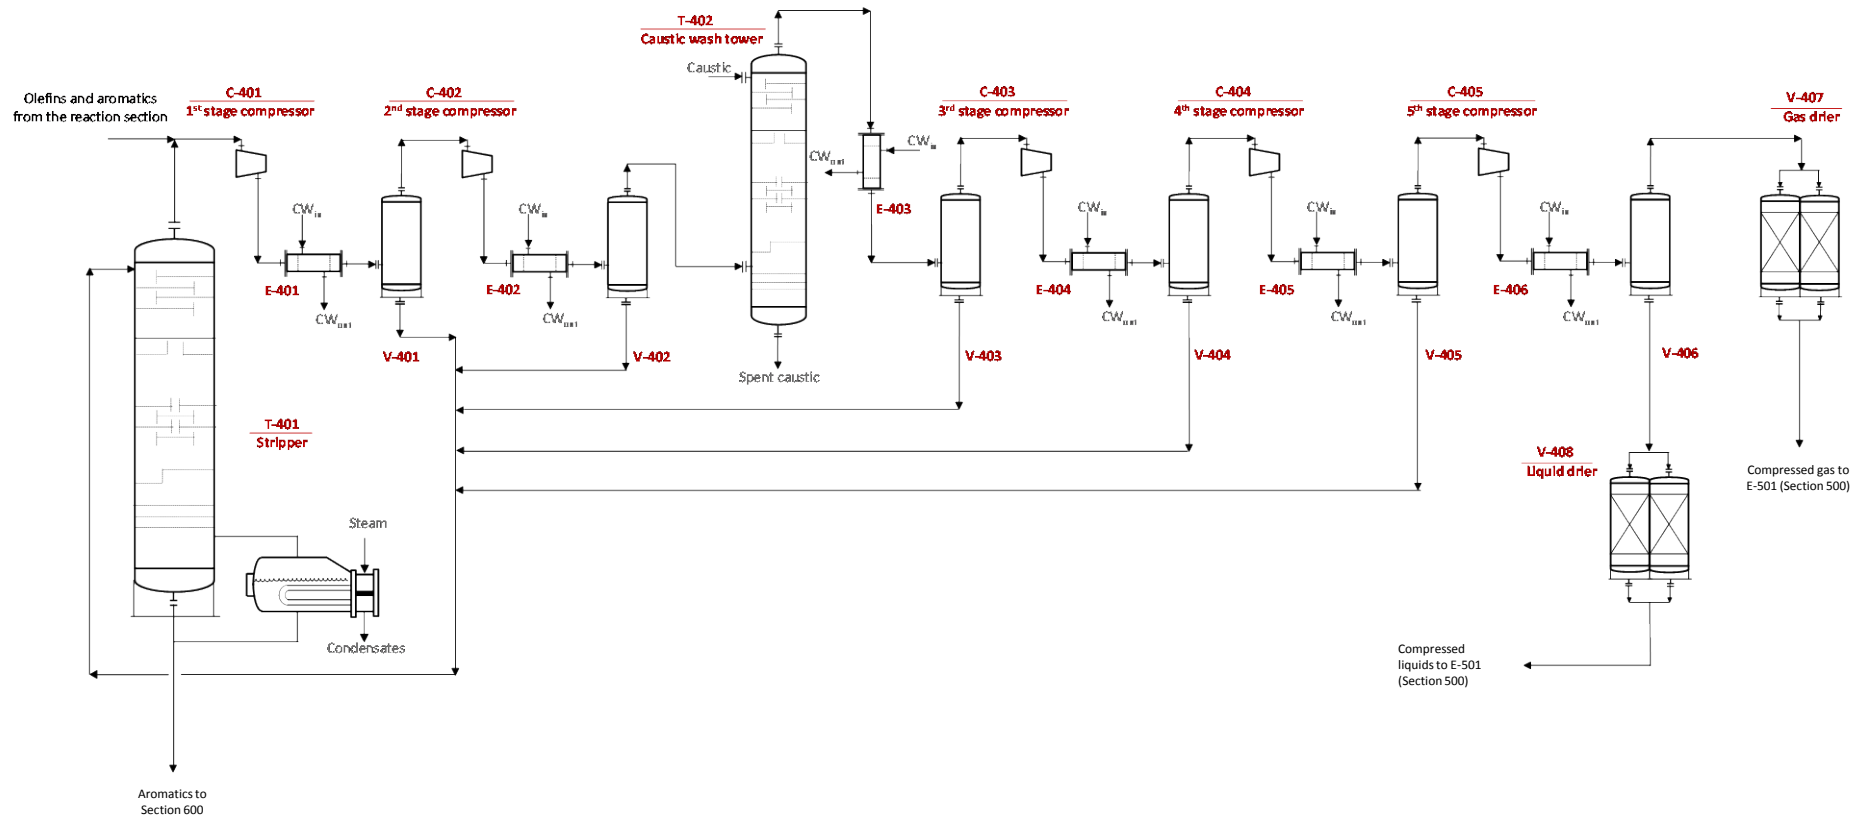 T-402
Caustic wash tower
Caustic
C-401
1st stage compressor
C-402
2nd stage compressor
C-403
3rd stage compressor
C-404
4th stage compressor
C-405
5th stage compressor
V-407
Gas drier
Olefins and aromatics
from the reaction section
CWin
CWout
E-403
CWin
CWin
CWin
CWin
CWin
E-401
E-402
E-404
E-405
E-406
CWout
CWout
CWout
CWout
CWout
V-401
V-402
V-403
V-404
V-405
V-406
Spent caustic
T-401
Stripper
V-408
Liquid drier
Compressed gas to
E-501 (Section 500)
Steam
Condensates
Compressed
liquids to E-501
(Section 500)
Aromatics to
Section 600